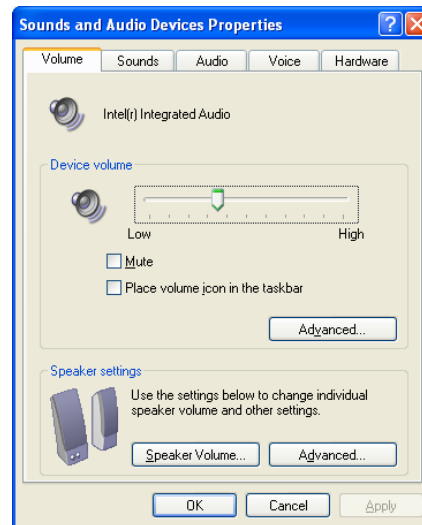 Sounds and Audio Devices Properties
Volume Sounds Audio Voice Hardware
Intel(r) Integrated Audio
Device volume
Low High
Mute
Place volume icon in the taskbar
Advanced...
Speaker settings
Use the settings below to change individual
speaker volume and other settings.
Speaker Volume... Advanced...
OK Cancel Apply